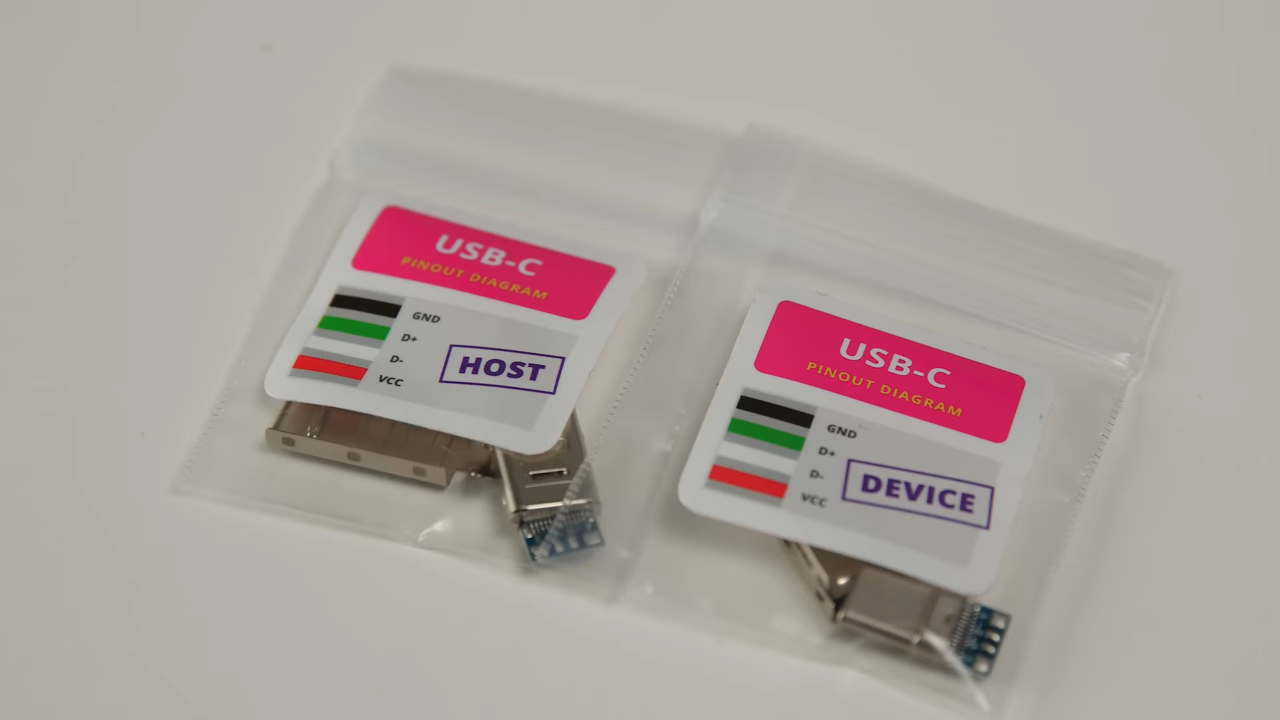 USB-C
PINOUT DIAGRAM
GND
D+
D-
VCC
HOST
USB-C
PINOUT DIAGRAM
GND
D+
D-
VCC
DEVICE